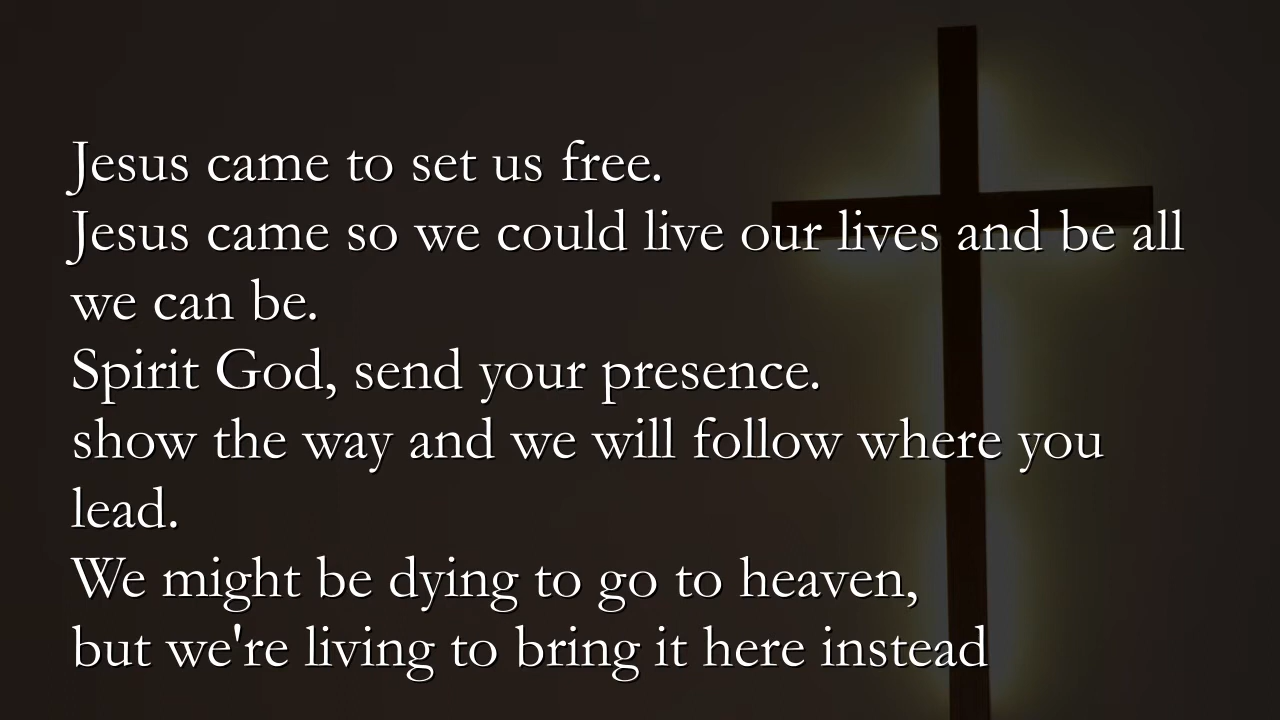 Jesus came to set us free.
Jesus came so we could live our lives and be all
we can be.
Spirit God, send your presence.
show the way and we will follow where you
lead.
We might be dying to go to heaven,
but we're living to bring it here instead